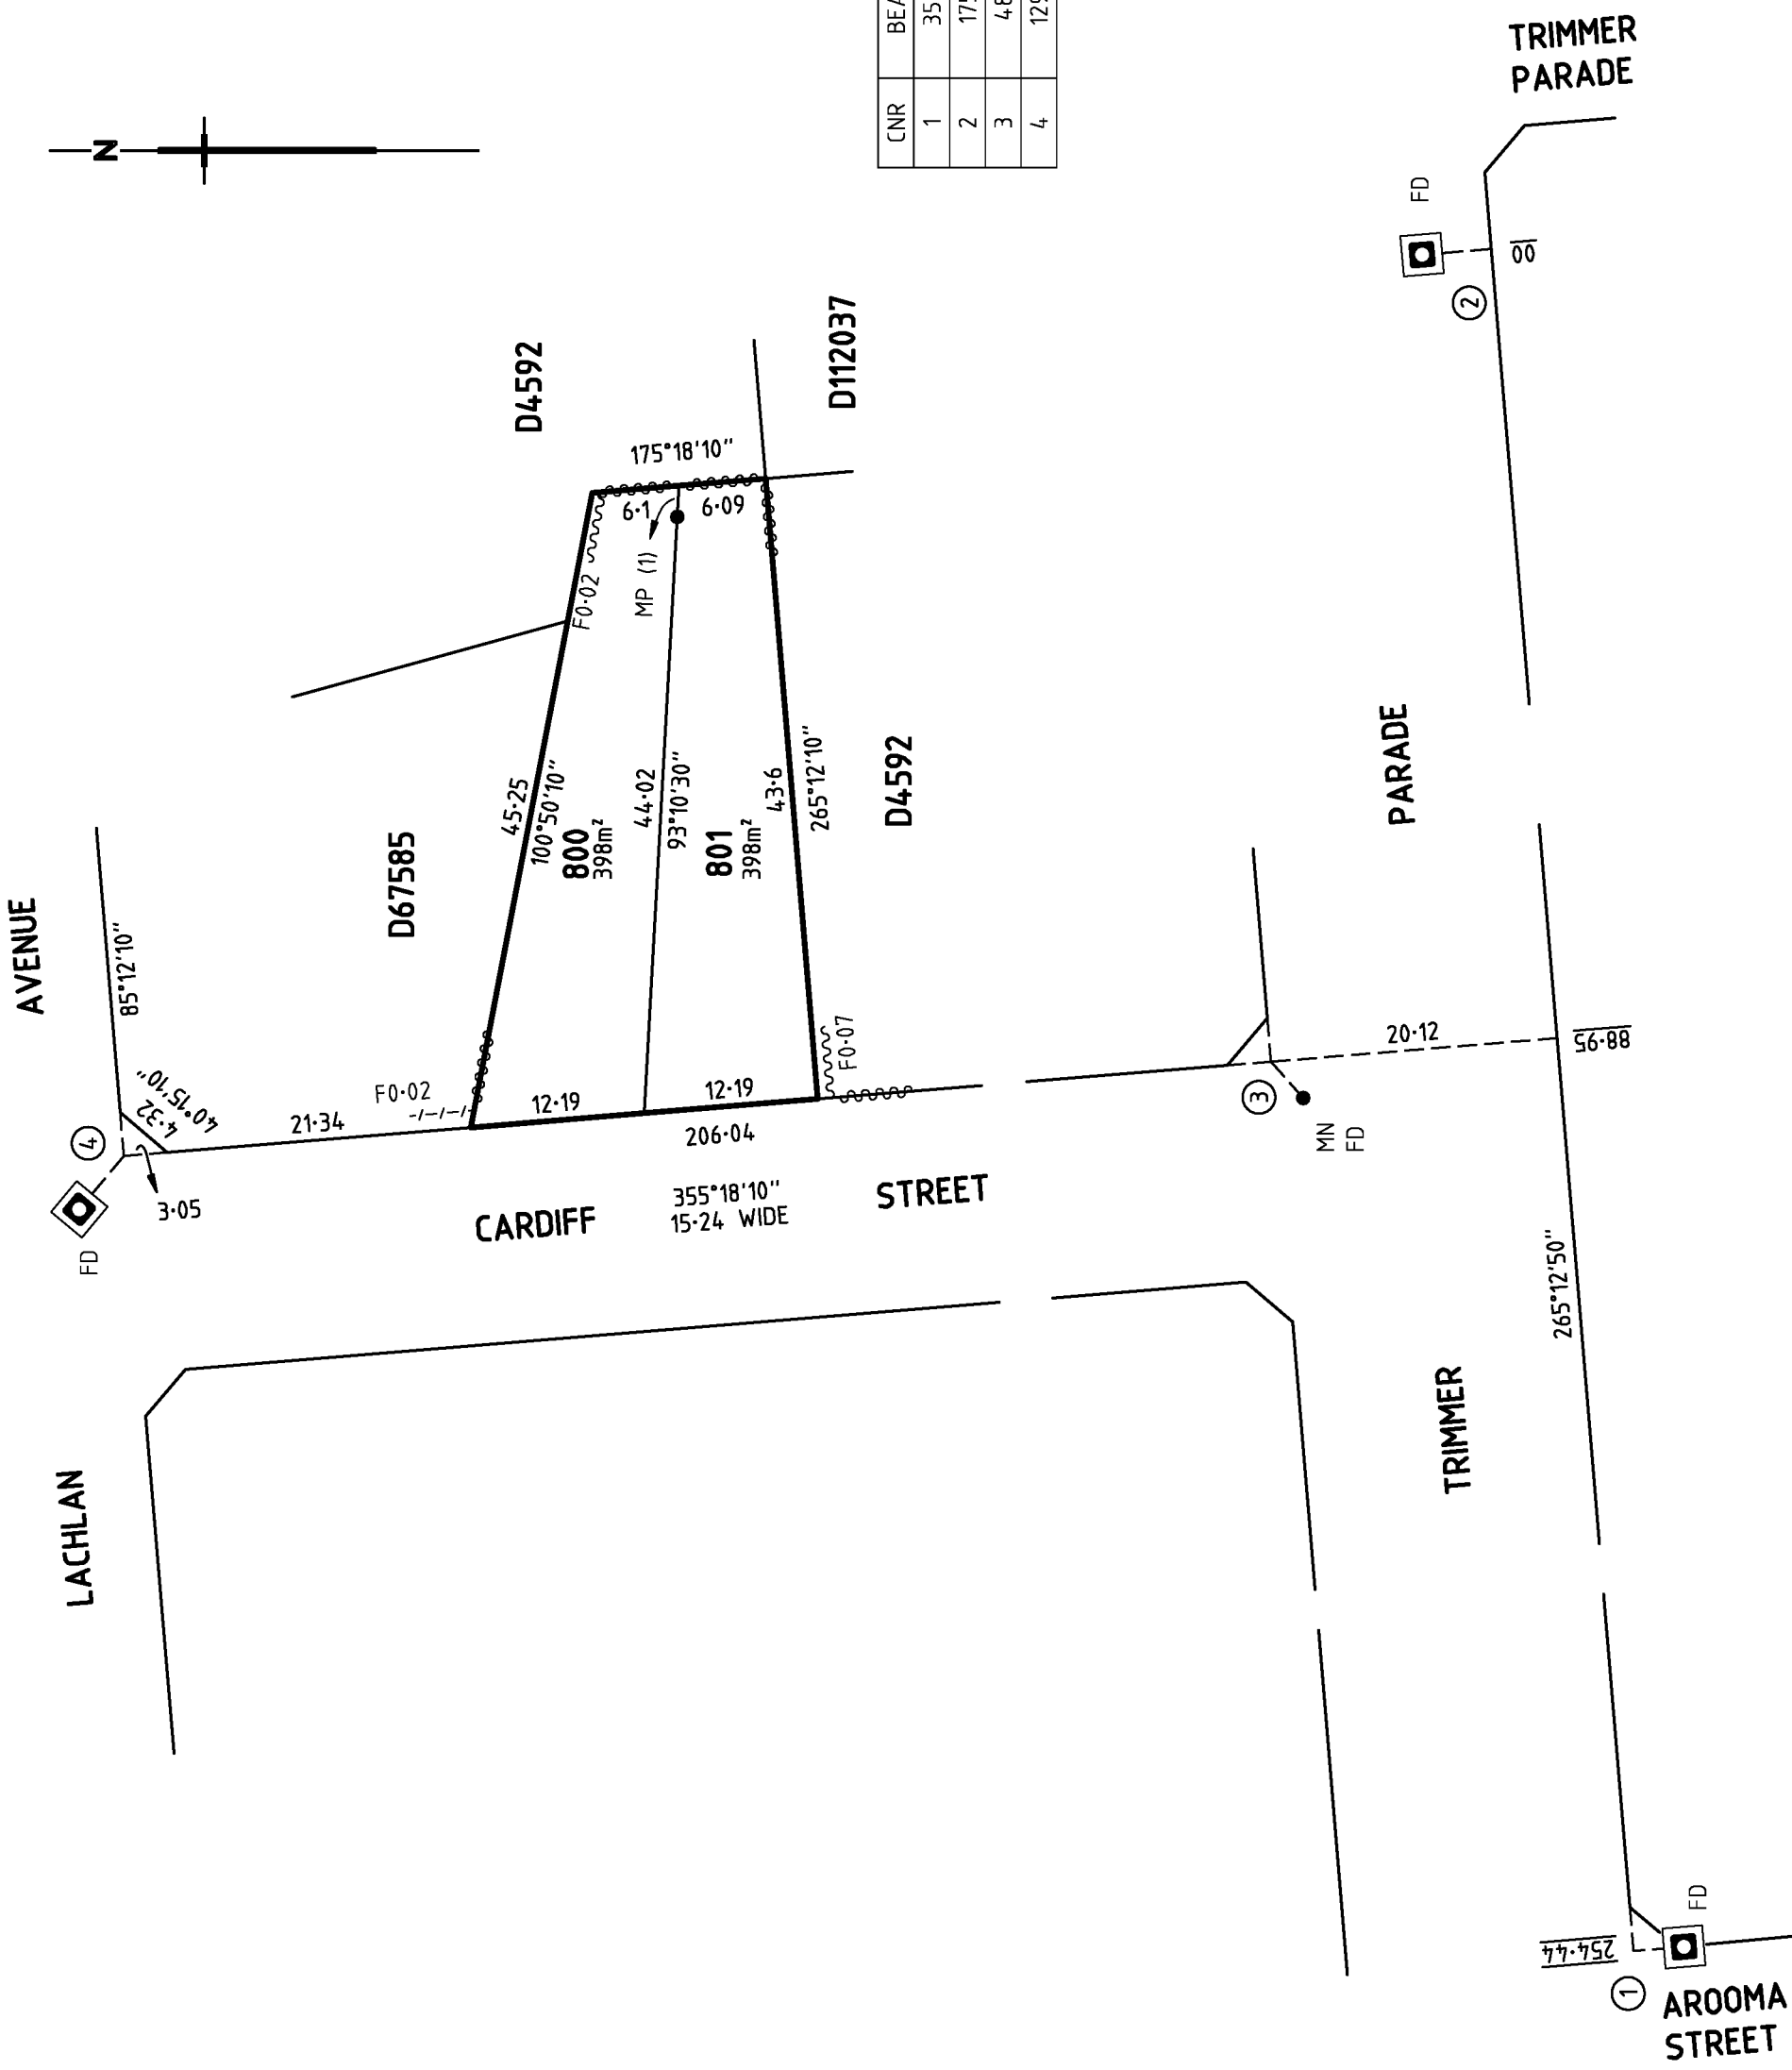 N
CNR BEA
1 35
2 175
3 48
4 129
TRIMMER
PARADE
FD
2
00
D4592
D112037
175°18'10"
6·1
6·09
MP (1)
F0·02
45·25
100°50'10"
800
398m²
44·02
93°10'30"
801
398m²
43·6
265°12'10"
D4592
D67585
AVENUE
85°12'10"
40°15'10"
4·32
4
FD
3·05
21·34
F0·02
12·19
12·19
206·04
F0·07
CARDIFF
STREET
355°18'10"
15·24 WIDE
LACHLAN
3
MN
FD
20·12
88·95
PARADE
TRIMMER
265°12'50"
254·44
1
FD
AROOMA
STREET